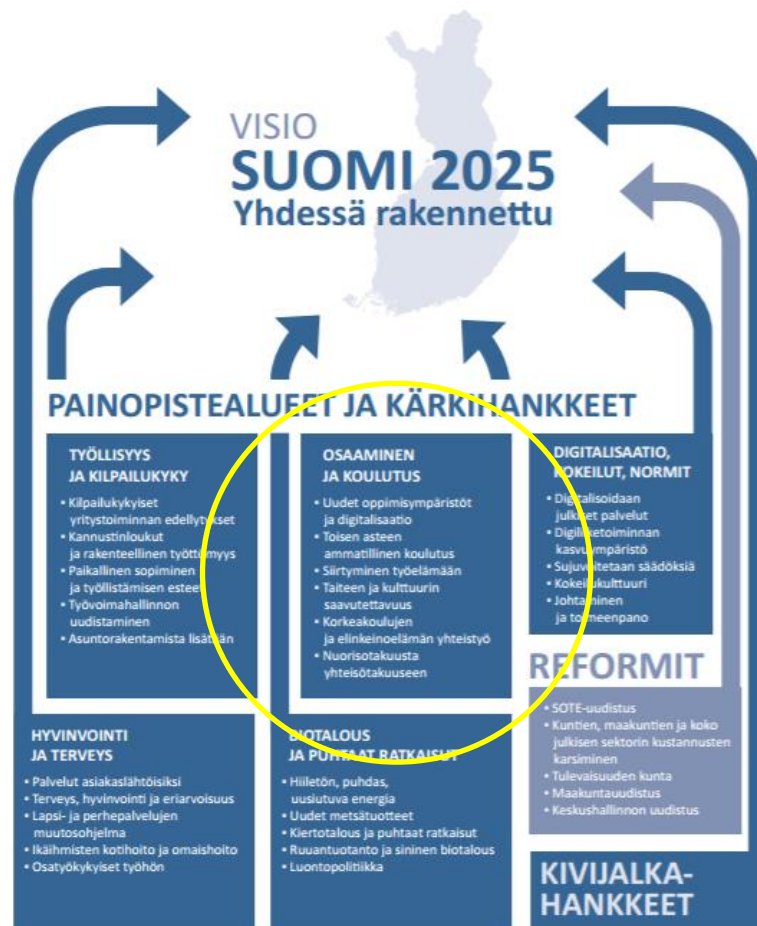 VISIO
SUOMI 2025
Yhdessä rakennettu
PAINOPISTEALUEET JA KÄRKIHANKKEET
TYÖLLISYYS
JA KILPAILUKYKY
▪ Kilpailukykyiset
yritystoiminnan edellytykset
▪ Kannustinloukut
ja rakenteellinen työttömyys
▪ Paikallinen sopiminen
ja työllistämisen esteet
▪ Työvoimahallinnon
uudistaminen
▪ Asuntorakentamista lisätään
OSAAMINEN
JA KOULUTUS
▪ Uudet oppimisympäristöt
ja digitalisaatio
▪ Toisen asteen
ammatillinen koulutus
▪ Siirtyminen työelämään
▪ Taiteen ja kulttuurin
saavutettavuus
▪ Korkeakoulujen
ja elinkeinoelämän yhteistyö
▪ Nuorisotakuusta
yhteisötakuuseen
DIGITALISAATIO,
KOKEILUT, NORMIT
▪ Digitalisoidaan
julkiset palvelut
▪ Digiliiketoiminnan
kasvuympäristö
▪ Sujuvoitetaan säädöksiä
▪ Kokeilukulttuuri
▪ Johtaminen
ja toimeenpano
HYVINVOINTI
JA TERVEYS
▪ Palvelut asiakaslähtöisiksi
▪ Terveys, hyvinvointi ja eriarvoisuus
▪ Lapsi- ja perhepalvelujen
muutosohjelma
▪ Ikäihmisten kotihoito ja omaishoito
▪ Osatyökykyiset työhön
BIOTALOUS
JA PUHTAAT RATKAISUT
▪ Hiiletön, puhdas,
uusiutuva energia
▪ Uudet metsätuotteet
▪ Kiertotalous ja puhtaat ratkaisut
▪ Ruuantuotanto ja sininen biotalous
▪ Luontopolitiikka
REFORMIT
▪ SOTE-uudistus
▪ Kuntien, maakuntien ja koko
julkisen sektorin kustannusten
karsiminen
▪ Tulevaisuuden kunta
▪ Maakuntauudistus
▪ Keskushallinnon uudistus
KIVIJALKA-
HANKKEET